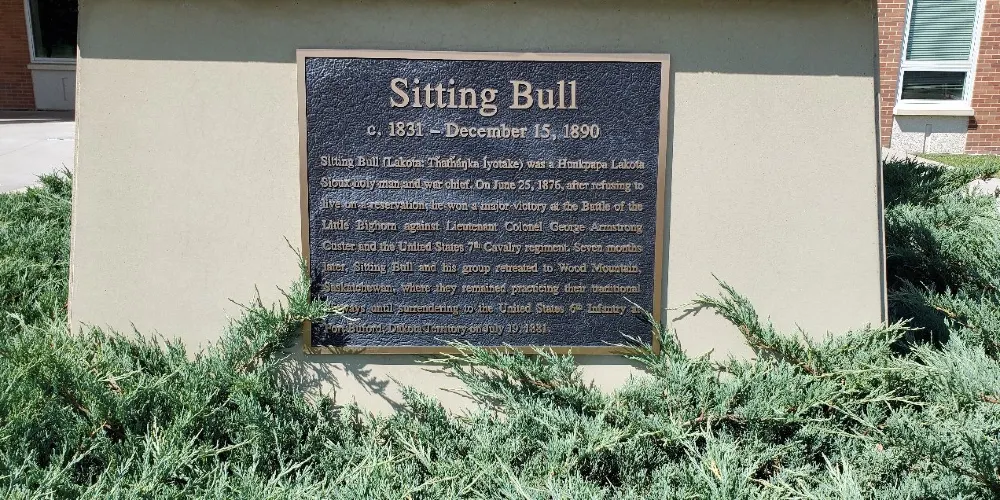 Sitting Bull
c. 1831 – December 15, 1890
Sitting Bull (Lakota: Tȟatȟáŋka Íyotake) was a Hunkpapa Lakota
Sioux holy man and war chief. On June 25, 1876, after refusing to
live on a reservation, he won a major victory at the Battle of the
Little Bighorn against Lieutenant Colonel George Armstrong
Custer and the United States 7th Cavalry regiment. Seven months
later, Sitting Bull and his group retreated to Wood Mountain,
Saskatchewan, where they remained practicing their traditional
until surrendering to the United States 6th Infantry at
Fort Buford, Dakota Territory on July 19, 1881.